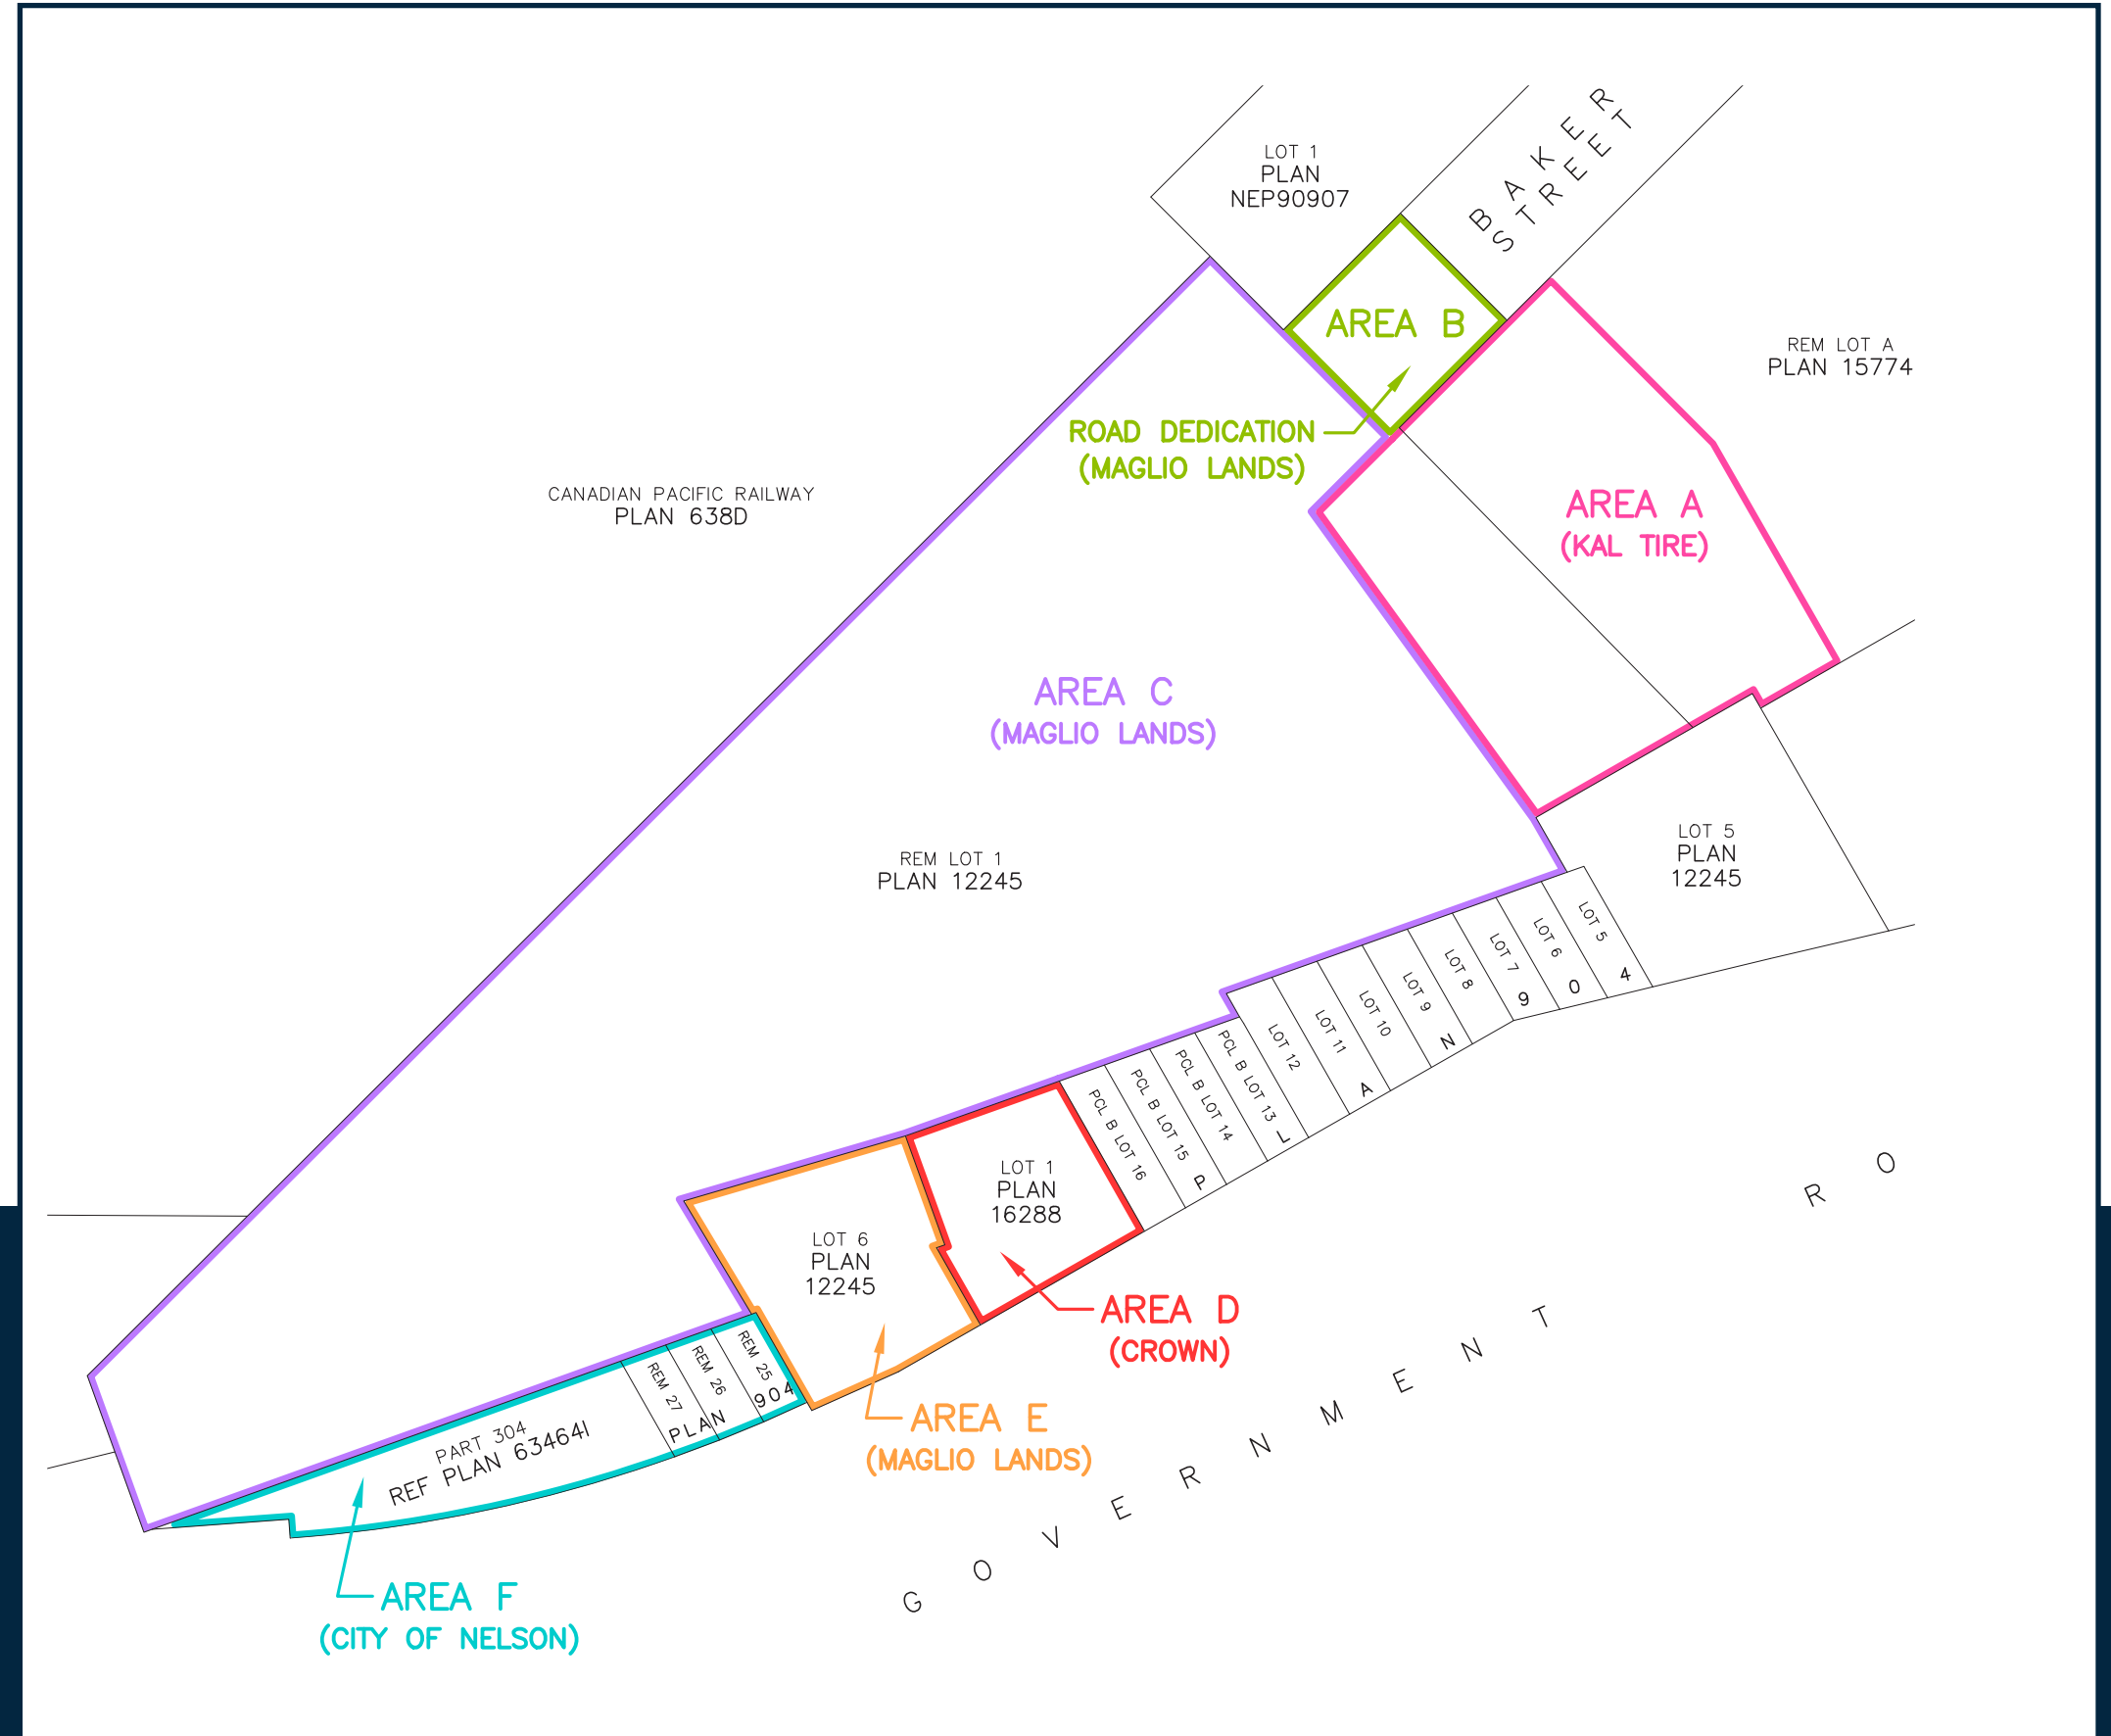 LOT 1
PLAN
NEP90907
BAKER
STREET
AREA B
REM LOT A
PLAN 15774
ROAD DEDICATION
(MAGLIO LANDS)
CANADIAN PACIFIC RAILWAY
PLAN 638D
AREA A
(KAL TIRE)
AREA C
(MAGLIO LANDS)
REM LOT 1
PLAN 12245
LOT 5
PLAN
12245
LOT 5
LOT 6
LOT 7
LOT 8
LOT 9
LOT 10
LOT 11
LOT 12
PCL B LOT 13
PCL B LOT 14
PCL B LOT 15
PCL B LOT 16
PLAN 904
LOT 1
PLAN
16288
LOT 6
PLAN
12245
AREA D
(CROWN)
REM 25
REM 26
REM 27
PLAN 904
AREA E
(MAGLIO LANDS)
PART 304
REF PLAN 63464I
AREA F
(CITY OF NELSON)
GOVERNMENT RO